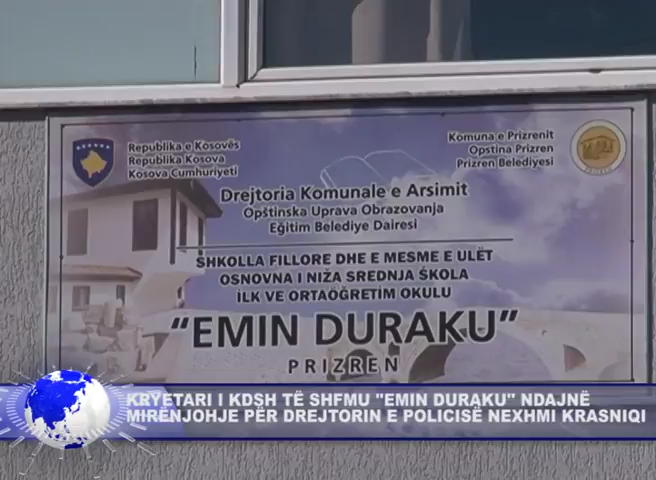 Republika e Kosovës
Republika Kosova
Kosova Cumhuriyeti
Komuna e Prizrenit
Opstina Prizren
Prizren Belediyesi
Drejtoria Komunale e Arsimit
Opštinska Uprava Obrazovanja
Eğitim Belediye Dairesi
SHKOLLA FILLORE DHE E MESME E ULËT
OSNOVNA I NIŽA SREDNJA ŠKOLA
İLK VE ORTAÖĞRETIM OKULU
"EMIN DURAKU"
PRIZREN
KRYETARI I KDSH TË SHFMU "EMIN DURAKU" NDAJNË
MIRËNJOHJE PËR DREJTORIN E POLICISË NEXHMI KRASNIQI